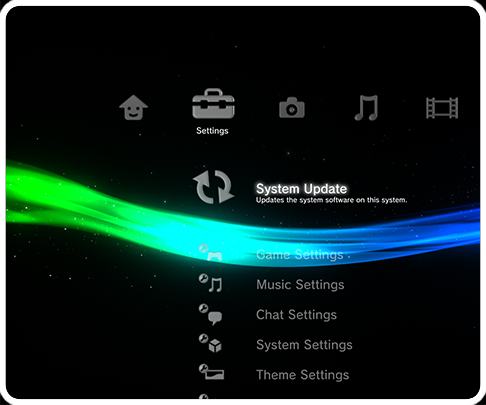 Settings
System Update
Updates the system software on this system.
Game Settings
Music Settings
Chat Settings
System Settings
Theme Settings